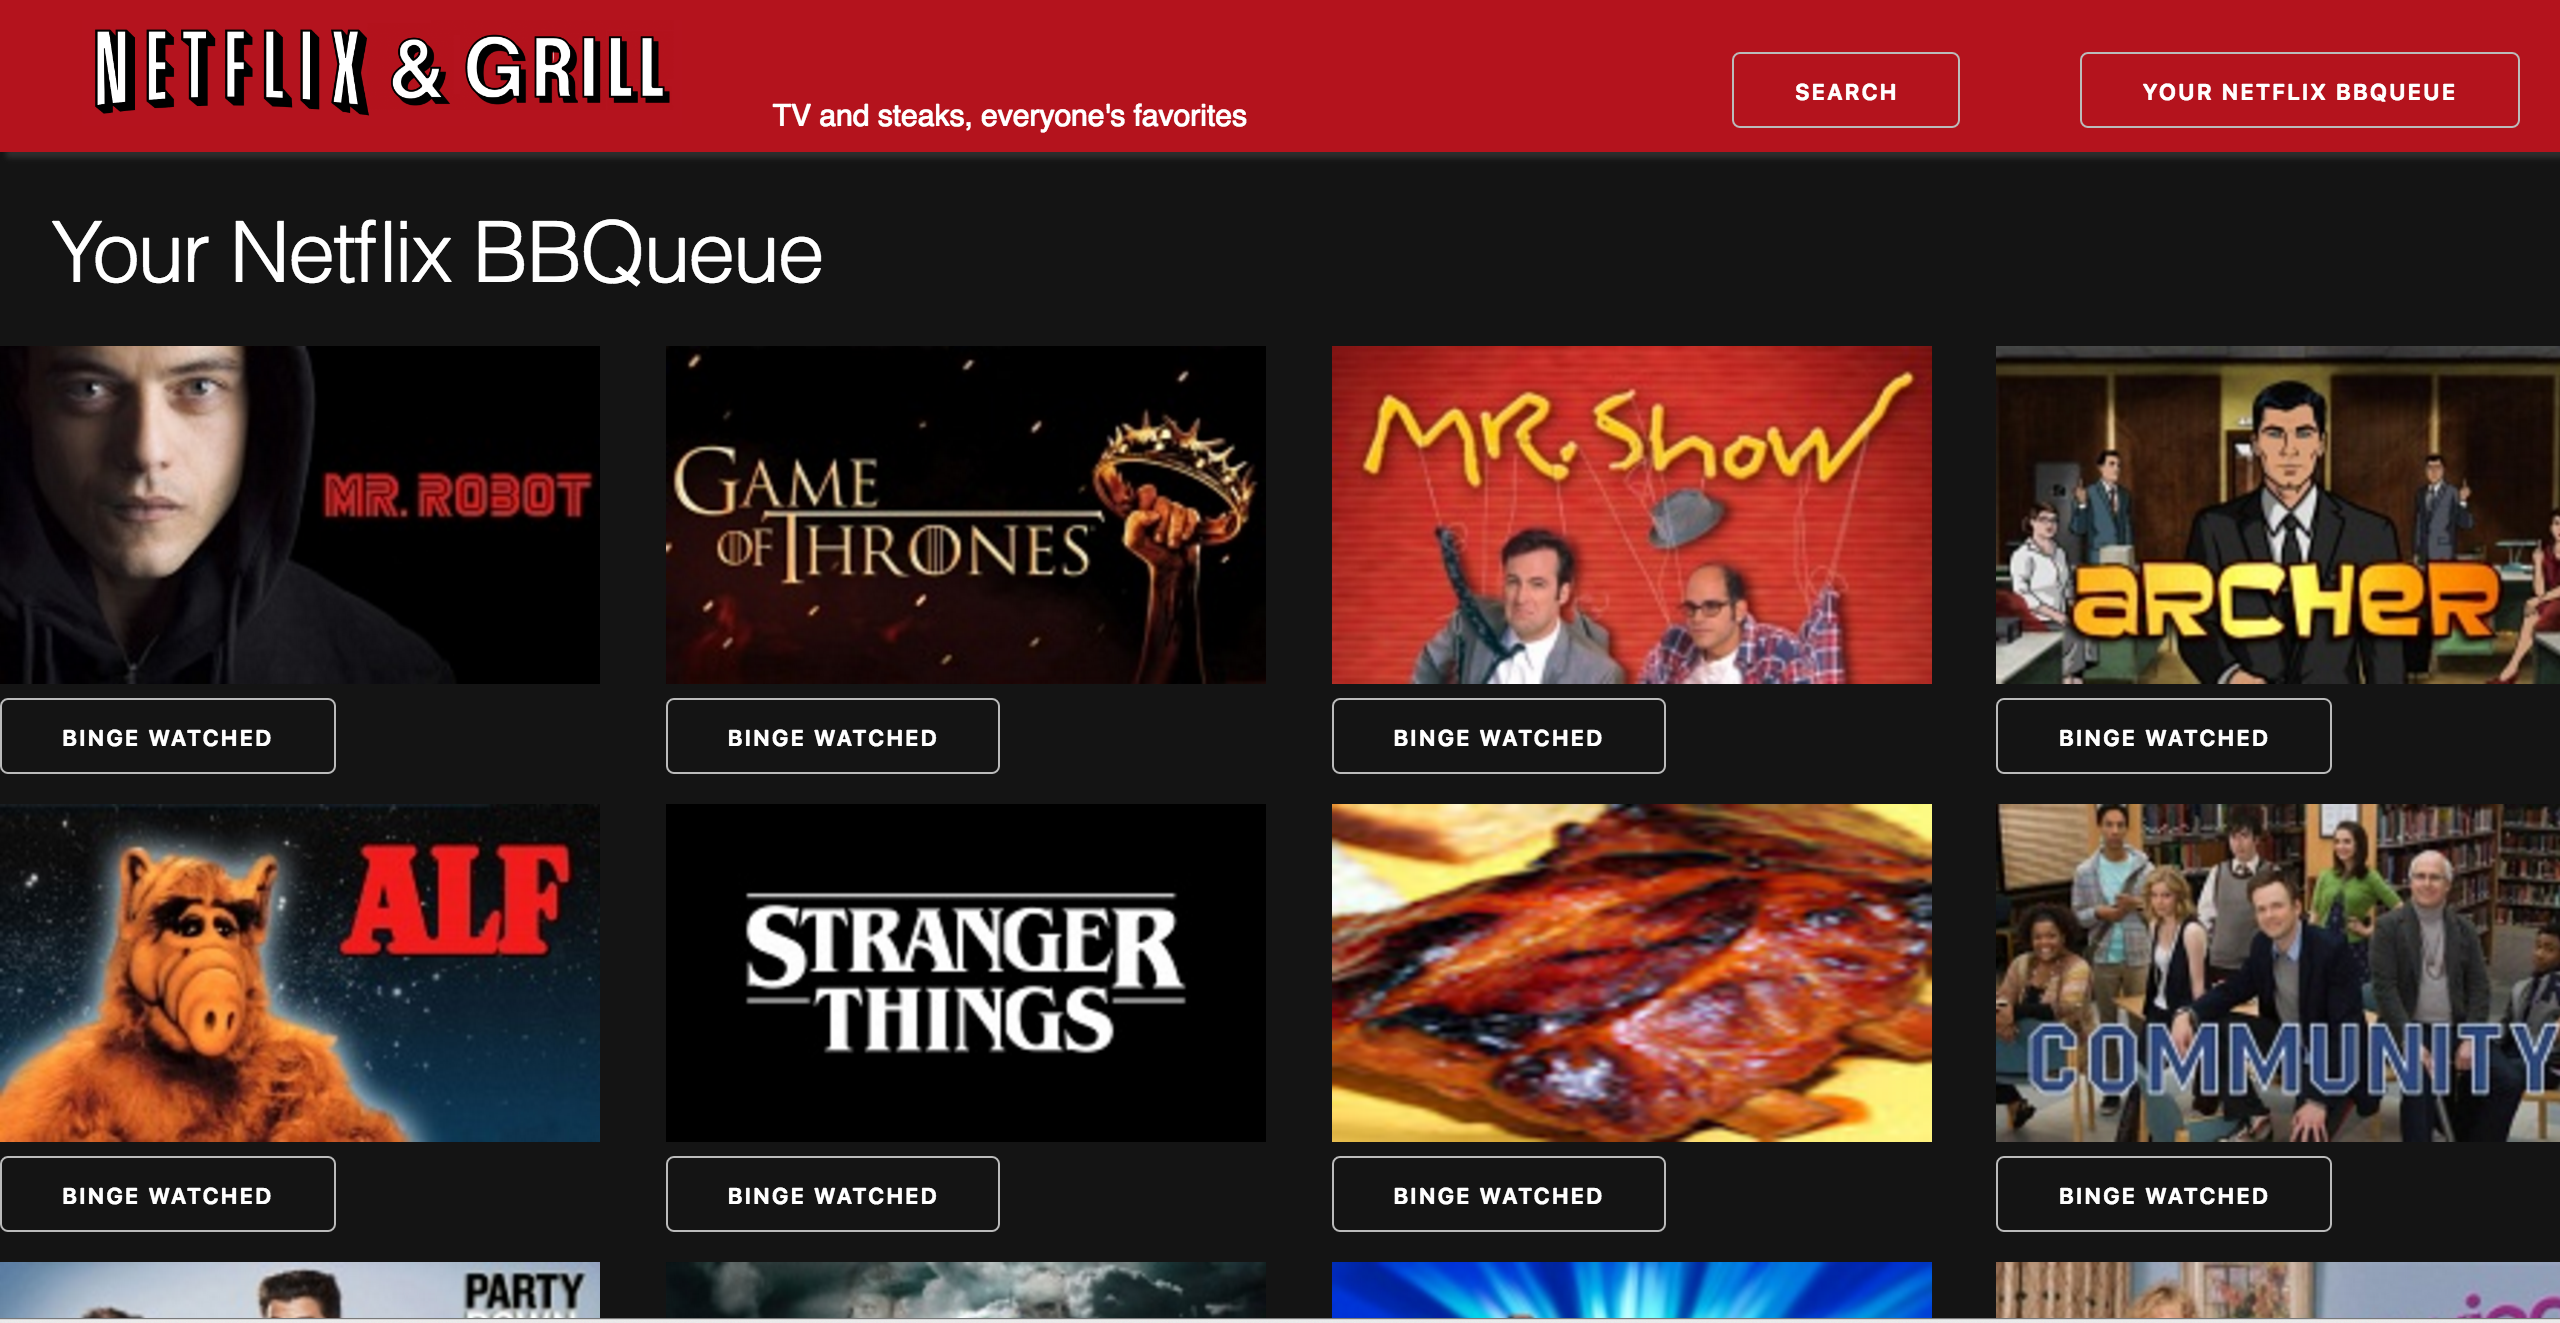 NETFLIX & GRILL
TV and steaks, everyone's favorites
SEARCH
YOUR NETFLIX BBQUEUE
Your Netflix BBQueue
MR. ROBOT
GAME
OF THRONES
MR. Show
ARCHER
BINGE WATCHED
BINGE WATCHED
BINGE WATCHED
BINGE WATCHED
ALF
STRANGER
THINGS
COMMUNITY
BINGE WATCHED
BINGE WATCHED
BINGE WATCHED
BINGE WATCHED
PARTY
DOWN